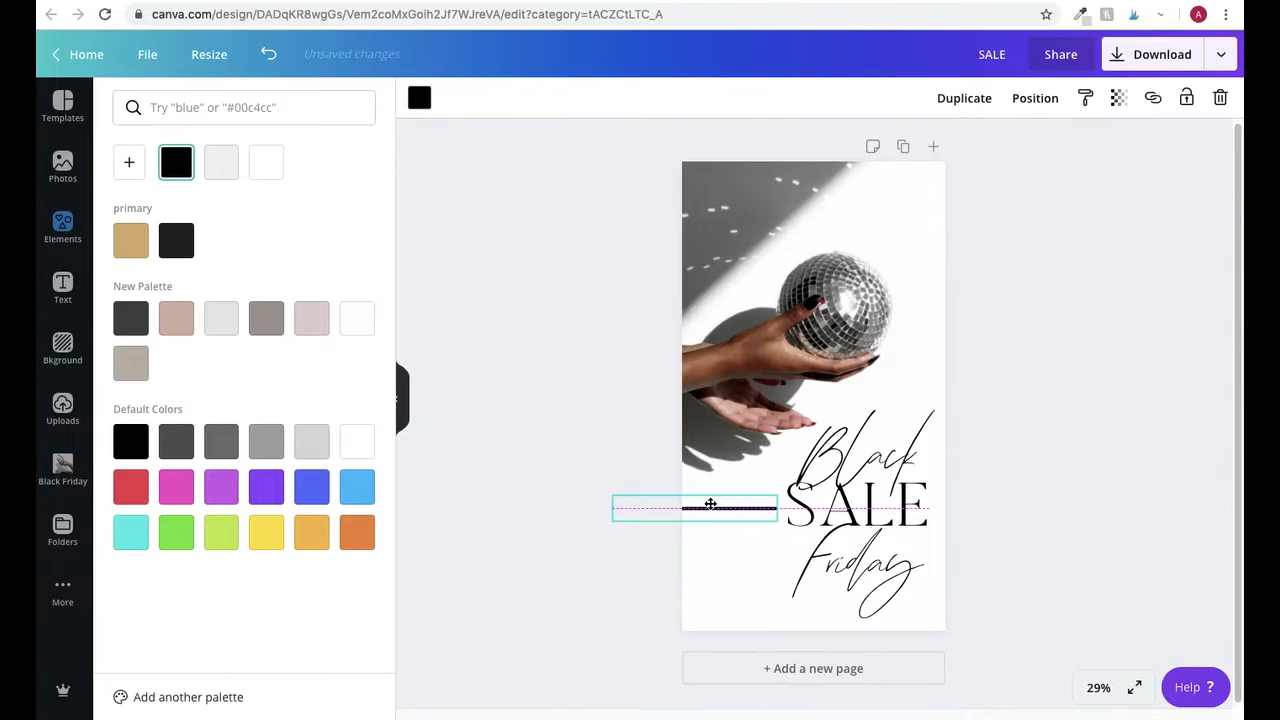 canva.com/design/DADqKR8wgGs/Vem2coMxGoih2Jf7WJreVA/edit?category=tACZCtLTC_A
A
Home
File
Resize
Unsaved changes
SALE
Share
Download
Templates
Photos
Elements
Text
Bkground
Uploads
Black Friday
Folders
More
Try "blue" or "#00c4cc"
+
primary
New Palette
Default Colors
Add another palette
Duplicate
Position
Black
SALE
Friday
+ Add a new page
29%
Help ?